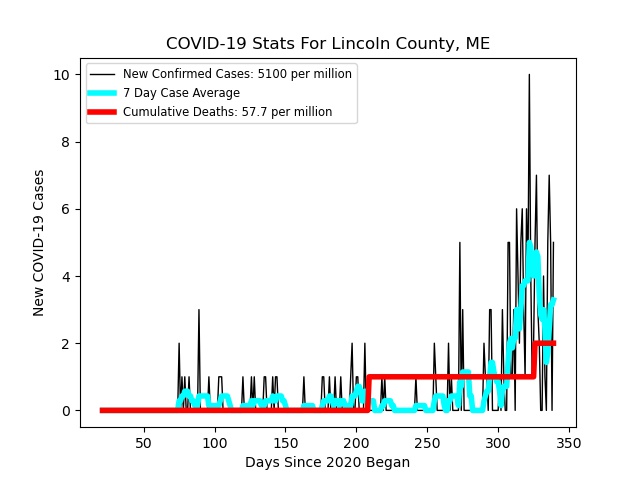 COVID-19 Stats For Lincoln County, ME
New Confirmed Cases: 5100 per million
7 Day Case Average
Cumulative Deaths: 57.7 per million
New COVID-19 Cases
10
8
6
4
2
0
50 100 150 200 250 300 350
Days Since 2020 Began